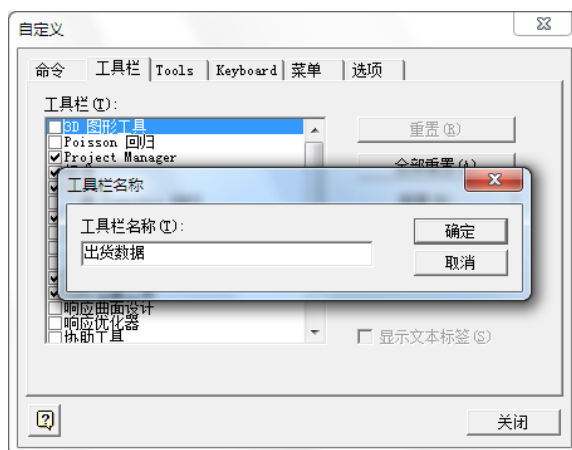 自定义
命令 工具栏 Tools Keyboard 菜单 选项
工具栏(T):
3D 图形工具
Poisson 回归
Project Manager
重置(R)
全部重置(A)
工具栏名称
工具栏名称(T):
出货数据
确定
取消
响应曲面设计
响应优化器
协助工具
显示文本标签(S)
关闭